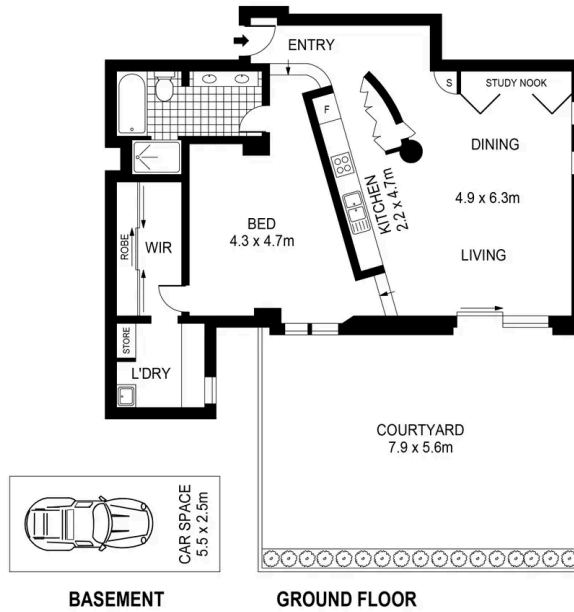 ENTRY
S
STUDY NOOK
F
DINING
KITCHEN
2.2 x 4.7m
4.9 x 6.3m
BED
4.3 x 4.7m
ROBE
WIR
LIVING
STORE
L'DRY
COURTYARD
7.9 x 5.6m
CAR SPACE
5.5 x 2.5m
BASEMENT
GROUND FLOOR